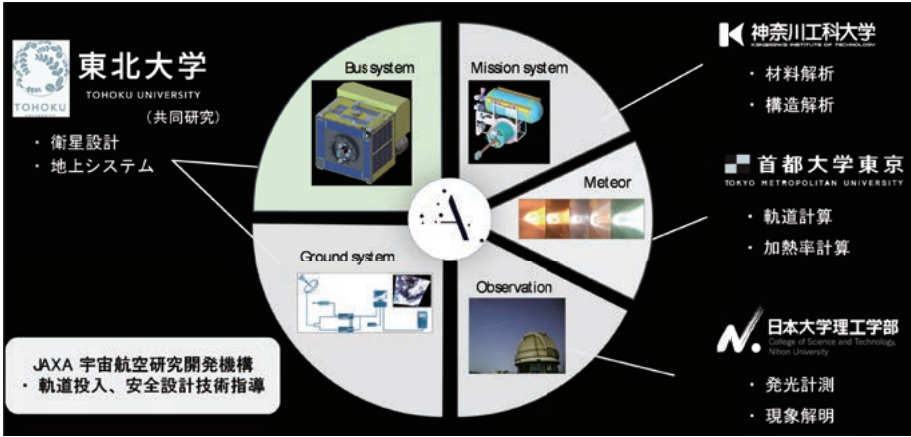 TOHOKU
東北大学
TOHOKU UNIVERSITY
(共同研究)
・ 衛星設計
・ 地上システム
Bus system
Mission system
Meteor
Ground system
Observation
神奈川工科大学
KANAGAWA INSTITUTE OF TECHNOLOGY
・ 材料解析
・ 構造解析
首都大学東京
TOKYO METROPOLITAN UNIVERSITY
・ 軌道計算
・ 加熱率計算
日本大学理工学部
College of Science and Technology,
Nihon University
・ 発光計測
・ 現象解明
JAXA 宇宙航空研究開発機構
・ 軌道投入、安全設計技術指導